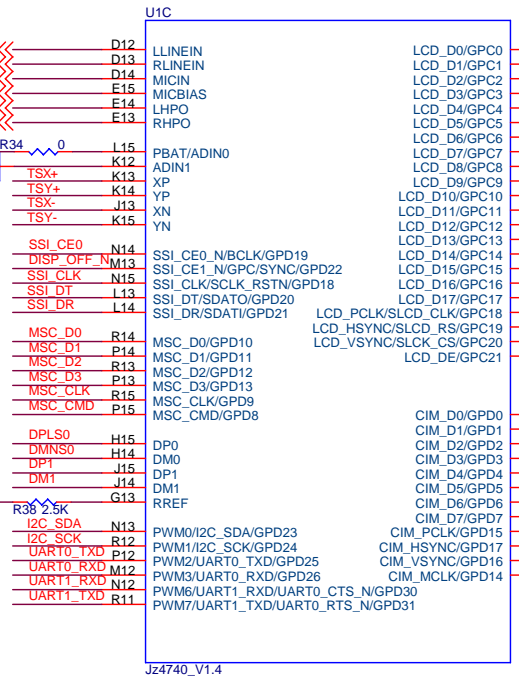 U1C
D12 LLINEIN LCD_D0/GPC0
D13 RLINEIN LCD_D1/GPC1
D14 MICIN LCD_D2/GPC2
E15 MICBIAS LCD_D3/GPC3
E14 LHPO LCD_D4/GPC4
E13 RHPO LCD_D5/GPC5
LCD_D6/GPC6
R34 0 L15 PBAT/ADIN0 LCD_D7/GPC7
K12 ADIN1 LCD_D8/GPC8
TSX+ K13 XP LCD_D9/GPC9
TSY+ K14 YP LCD_D10/GPC10
TSX- J13 XN LCD_D11/GPC11
TSY- K15 YN LCD_D12/GPC12
LCD_D13/GPC13
SSI_CE0 N14 SSI_CE0_N/BCLK/GPD19 LCD_D14/GPC14
DISP_OFF_N M13 SSI_CE1_N/GPC/SYNC/GPD22 LCD_D15/GPC15
SSI_CLK N15 SSI_CLK/SCLK_RSTN/GPD18 LCD_D16/GPC16
SSI_DT L13 SSI_DT/SDATO/GPD20 LCD_D17/GPC17
SSI_DR L14 SSI_DR/SDATI/GPD21 LCD_PCLK/SLCD_CLK/GPC18
LCD_HSYNC/SLCD_RS/GPC19
MSC_D0 R14 MSC_D0/GPD10 LCD_VSYNC/SLCK_CS/GPC20
MSC_D1 P14 MSC_D1/GPD11 LCD_DE/GPC21
MSC_D2 R13 MSC_D2/GPD12
MSC_D3 P13 MSC_D3/GPD13
MSC_CLK R15 MSC_CLK/GPD9
MSC_CMD P15 MSC_CMD/GPD8 CIM_D0/GPD0
CIM_D1/GPD1
DPLS0 H15 DP0 CIM_D2/GPD2
DMNS0 H14 DM0 CIM_D3/GPD3
DP1 J15 DP1 CIM_D4/GPD4
DM1 J14 DM1 CIM_D5/GPD5
R38 2.5K G13 RREF CIM_D6/GPD6
CIM_D7/GPD7
I2C_SDA N13 PWM0/I2C_SDA/GPD23 CIM_PCLK/GPD15
I2C_SCK R12 PWM1/I2C_SCK/GPD24 CIM_HSYNC/GPD17
UART0_TXD P12 PWM2/UART0_TXD/GPD25 CIM_VSYNC/GPD16
UART0_RXD M12 PWM3/UART0_RXD/GPD26 CIM_MCLK/GPD14
UART1_RXD N12 PWM6/UART1_RXD/UART0_CTS_N/GPD30
UART1_TXD R11 PWM7/UART1_TXD/UART0_RTS_N/GPD31
Jz4740_V1.4